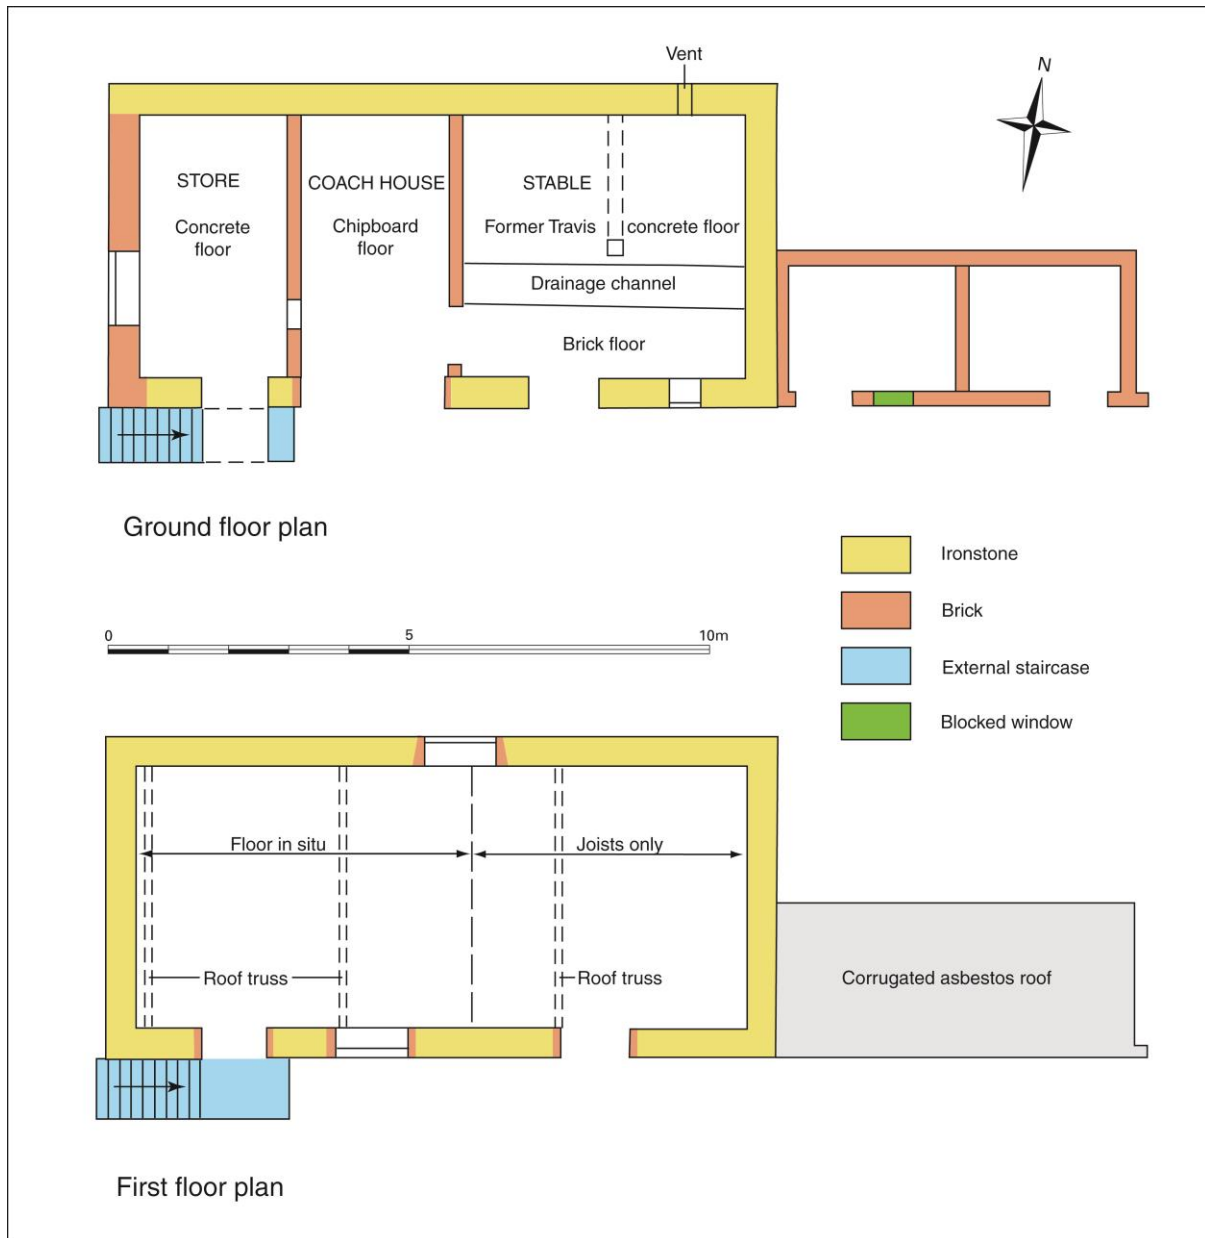 Vent
N
STORE
COACH HOUSE
STABLE
Concrete
floor
Chipboard
floor
Former Travis
concrete floor
Drainage channel
Brick floor
Ground floor plan
Ironstone
Brick
External staircase
Blocked window
0 5 10m
Floor in situ
Joists only
Roof truss
Roof truss
Corrugated asbestos roof
First floor plan